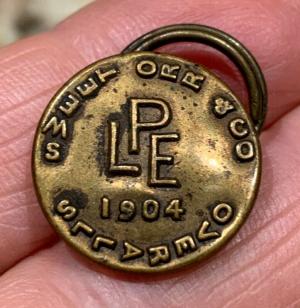 SWEET ORR & CO
LPE
1904
OVERALLS